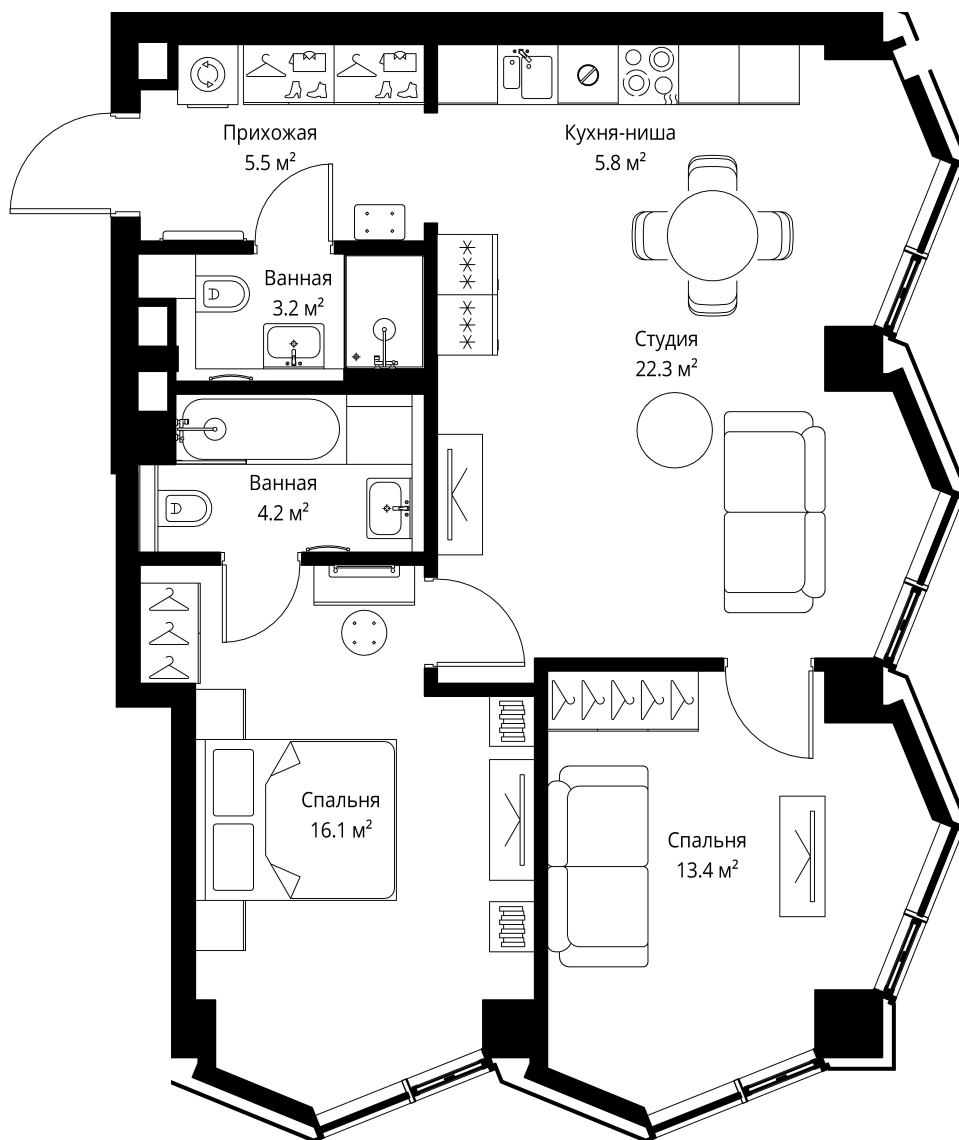 Прихожая
5.5 м²
Кухня-ниша
5.8 м²
Ванная
3.2 м²
Студия
22.3 м²
Ванная
4.2 м²
Спальня
16.1 м²
Спальня
13.4 м²